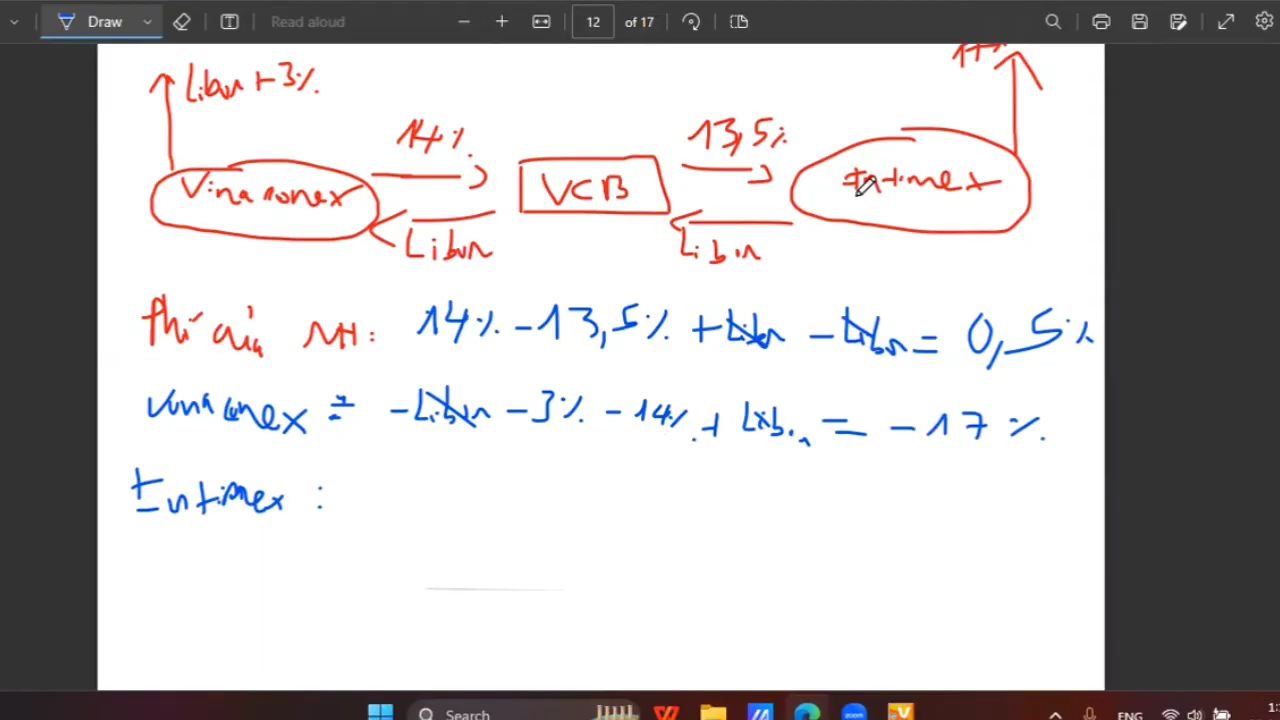 Draw
Read aloud
12 of 17
Libor + 3%
14%
13,5%
Vinaconex
VCB
Intimex
Libor
Libor
Phí của NH: 14% - 13,5% + Libor - Libor = 0,5%
Vinaconex: - Libor - 3% - 14% + Libor = - 17%
Intimex:
Search
ENG